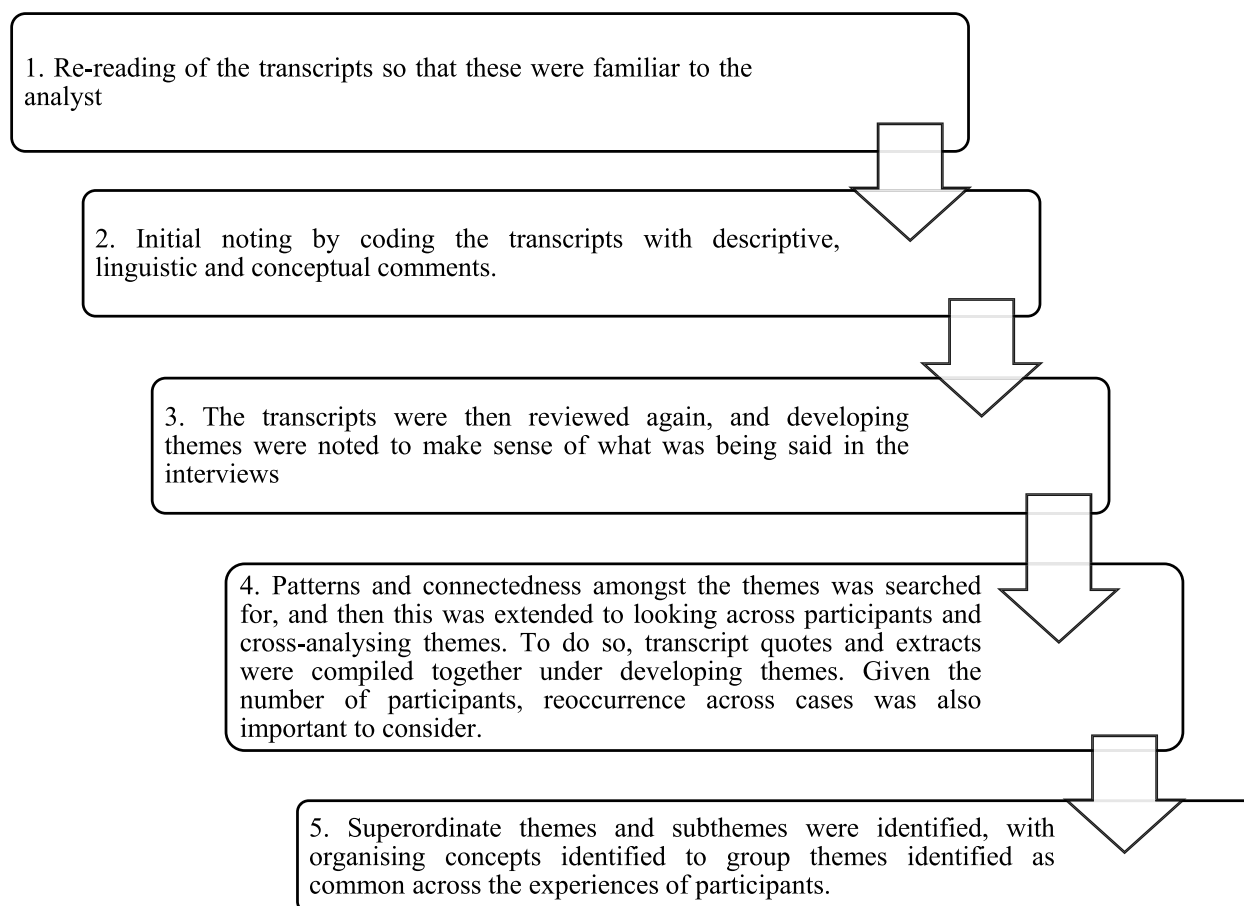 1. Re-reading of the transcripts so that these were familiar to the
analyst
2. Initial noting by coding the transcripts with descriptive,
linguistic and conceptual comments.
3. The transcripts were then reviewed again, and developing
themes were noted to make sense of what was being said in the
interviews
4. Patterns and connectedness amongst the themes was searched
for, and then this was extended to looking across participants and
cross-analysing themes. To do so, transcript quotes and extracts
were compiled together under developing themes. Given the
number of participants, reoccurrence across cases was also
important to consider.
5. Superordinate themes and subthemes were identified, with
organising concepts identified to group themes identified as
common across the experiences of participants.